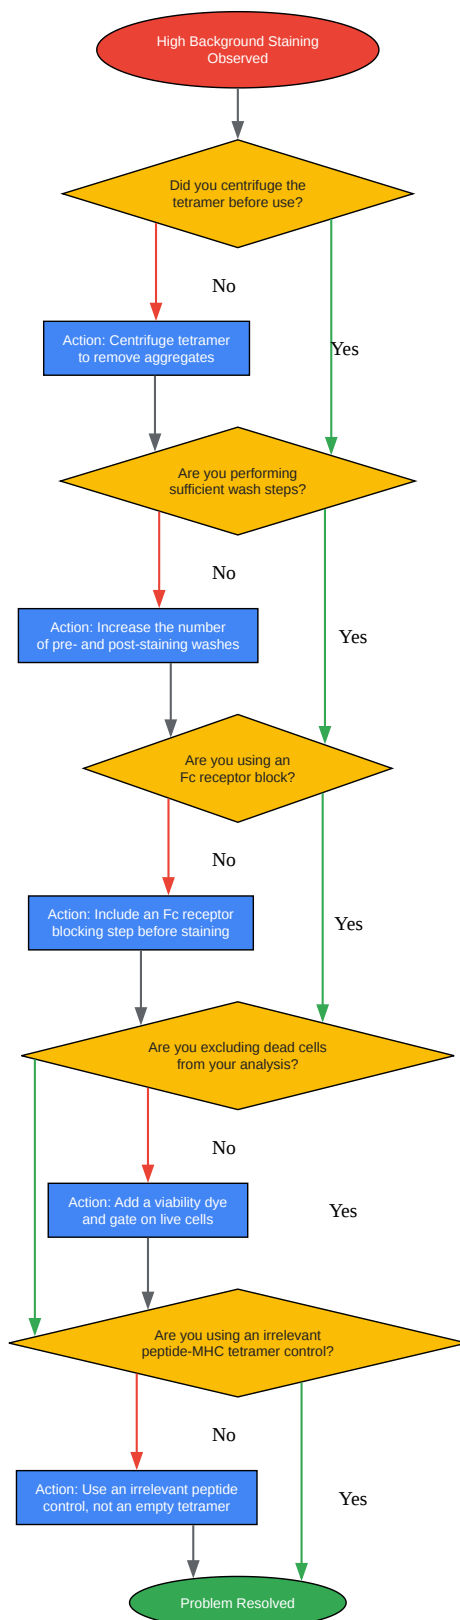 High Background Staining
Observed
Did you centrifuge the
tetramer before use?
No
Action: Centrifuge tetramer
to remove aggregates
Yes
Are you performing
sufficient wash steps?
No
Action: Increase the number
of pre- and post-staining washes
Yes
Are you using an
Fc receptor block?
No
Action: Include an Fc receptor
blocking step before staining
Yes
Are you excluding dead cells
from your analysis?
No
Action: Add a viability dye
and gate on live cells
Yes
Are you using an irrelevant
peptide-MHC tetramer control?
No
Action: Use an irrelevant peptide
control, not an empty tetramer
Yes
Problem Resolved